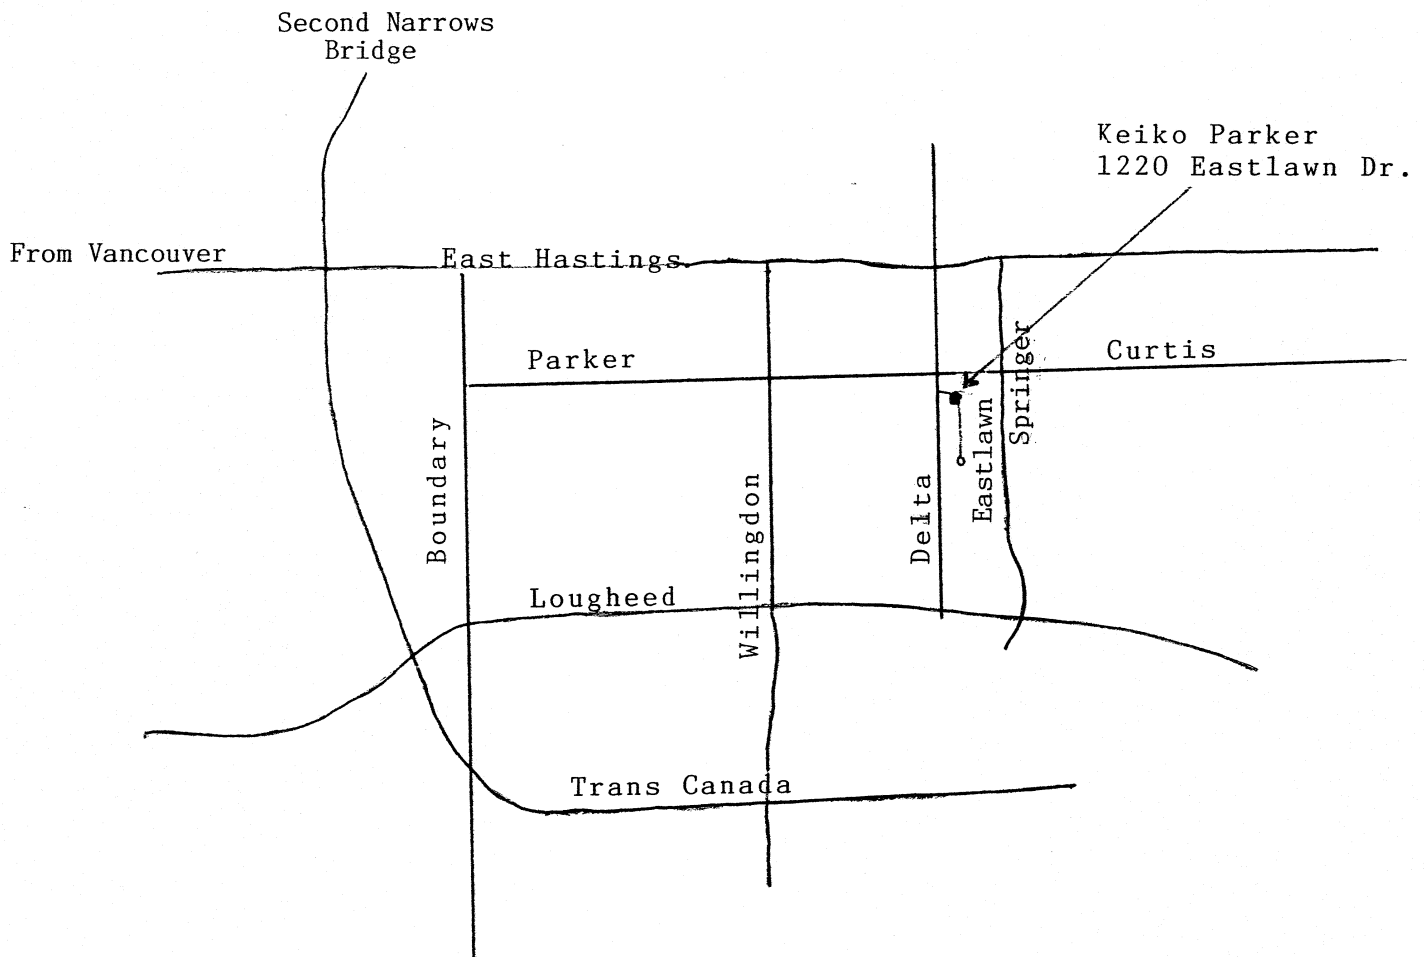 Second Narrows
Bridge
Keiko Parker
1220 Eastlawn Dr.
From Vancouver
East Hastings
Parker
Curtis
Springer
Eastlawn
Boundary
Delta
Willingdon
Lougheed
Trans Canada